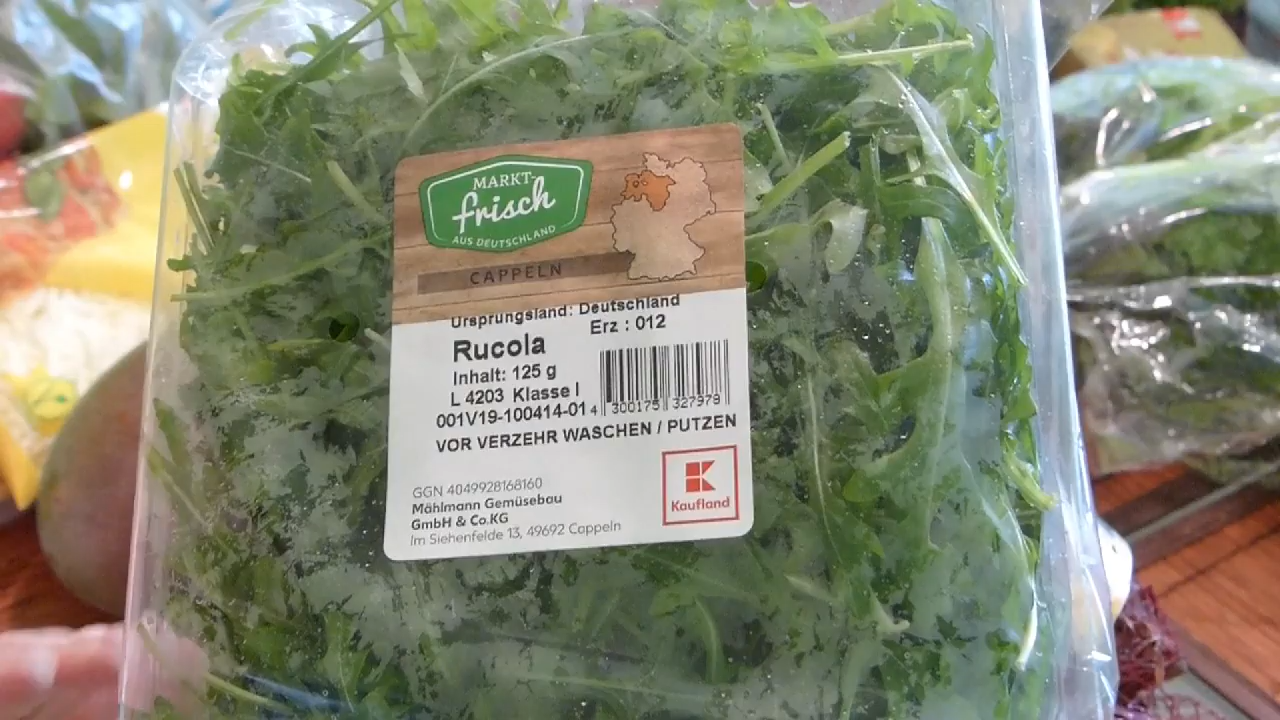 MARKT-
frisch
AUS DEUTSCHLAND
CAPPELN
Ursprungsland: Deutschland
Erz : 012
Rucola
Inhalt: 125 g
L 4203 Klasse I
001V19-100414-01
4 300175 327979
VOR VERZEHR WASCHEN / PUTZEN
GGN 4049928168160
Mählmann Gemüsebau
GmbH & Co.KG
Im Siehenfelde 13, 49692 Cappeln
Kaufland